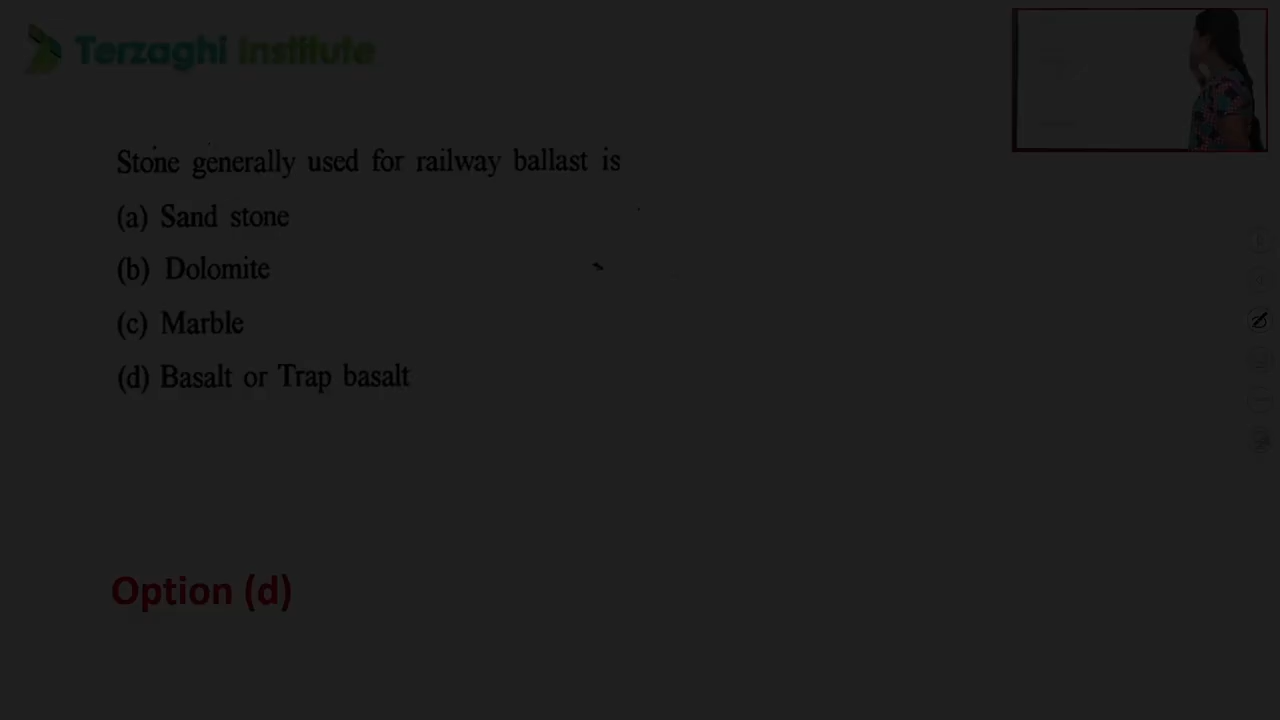 Terzaghi Institute
Stone generally used for railway ballast is
(a) Sand stone
(b) Dolomite
(c) Marble
(d) Basalt or Trap basalt
Option (d)